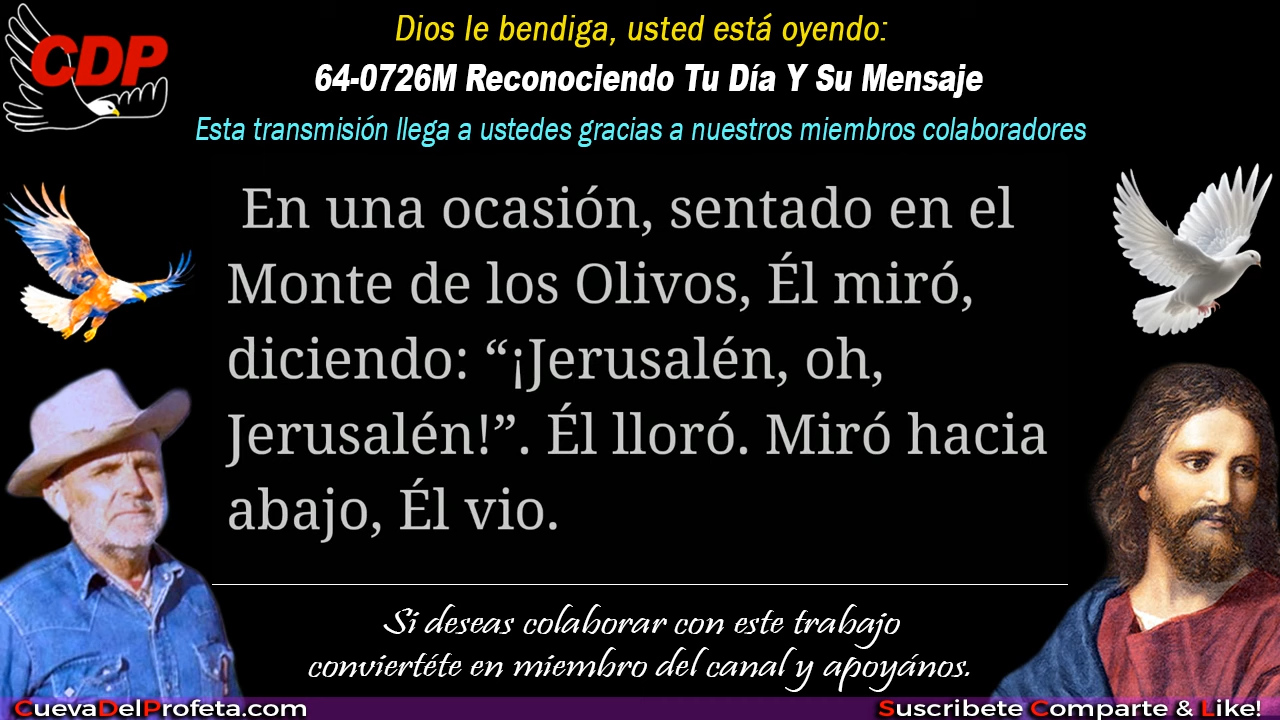 CDP
Dios le bendiga, usted está oyendo:
64-0726M Reconociendo Tu Día Y Su Mensaje
Esta transmisión llega a ustedes gracias a nuestros miembros colaboradores
En una ocasión, sentado en el
Monte de los Olivos, Él miró,
diciendo: “¡Jerusalén, oh,
Jerusalén!”. Él lloró. Miró hacia
abajo, Él vio.
Si deseas colaborar con este trabajo
conviertéte en miembro del canal y apoyános.
CuevaDelProfeta.com
Suscribete Comparte & Like!